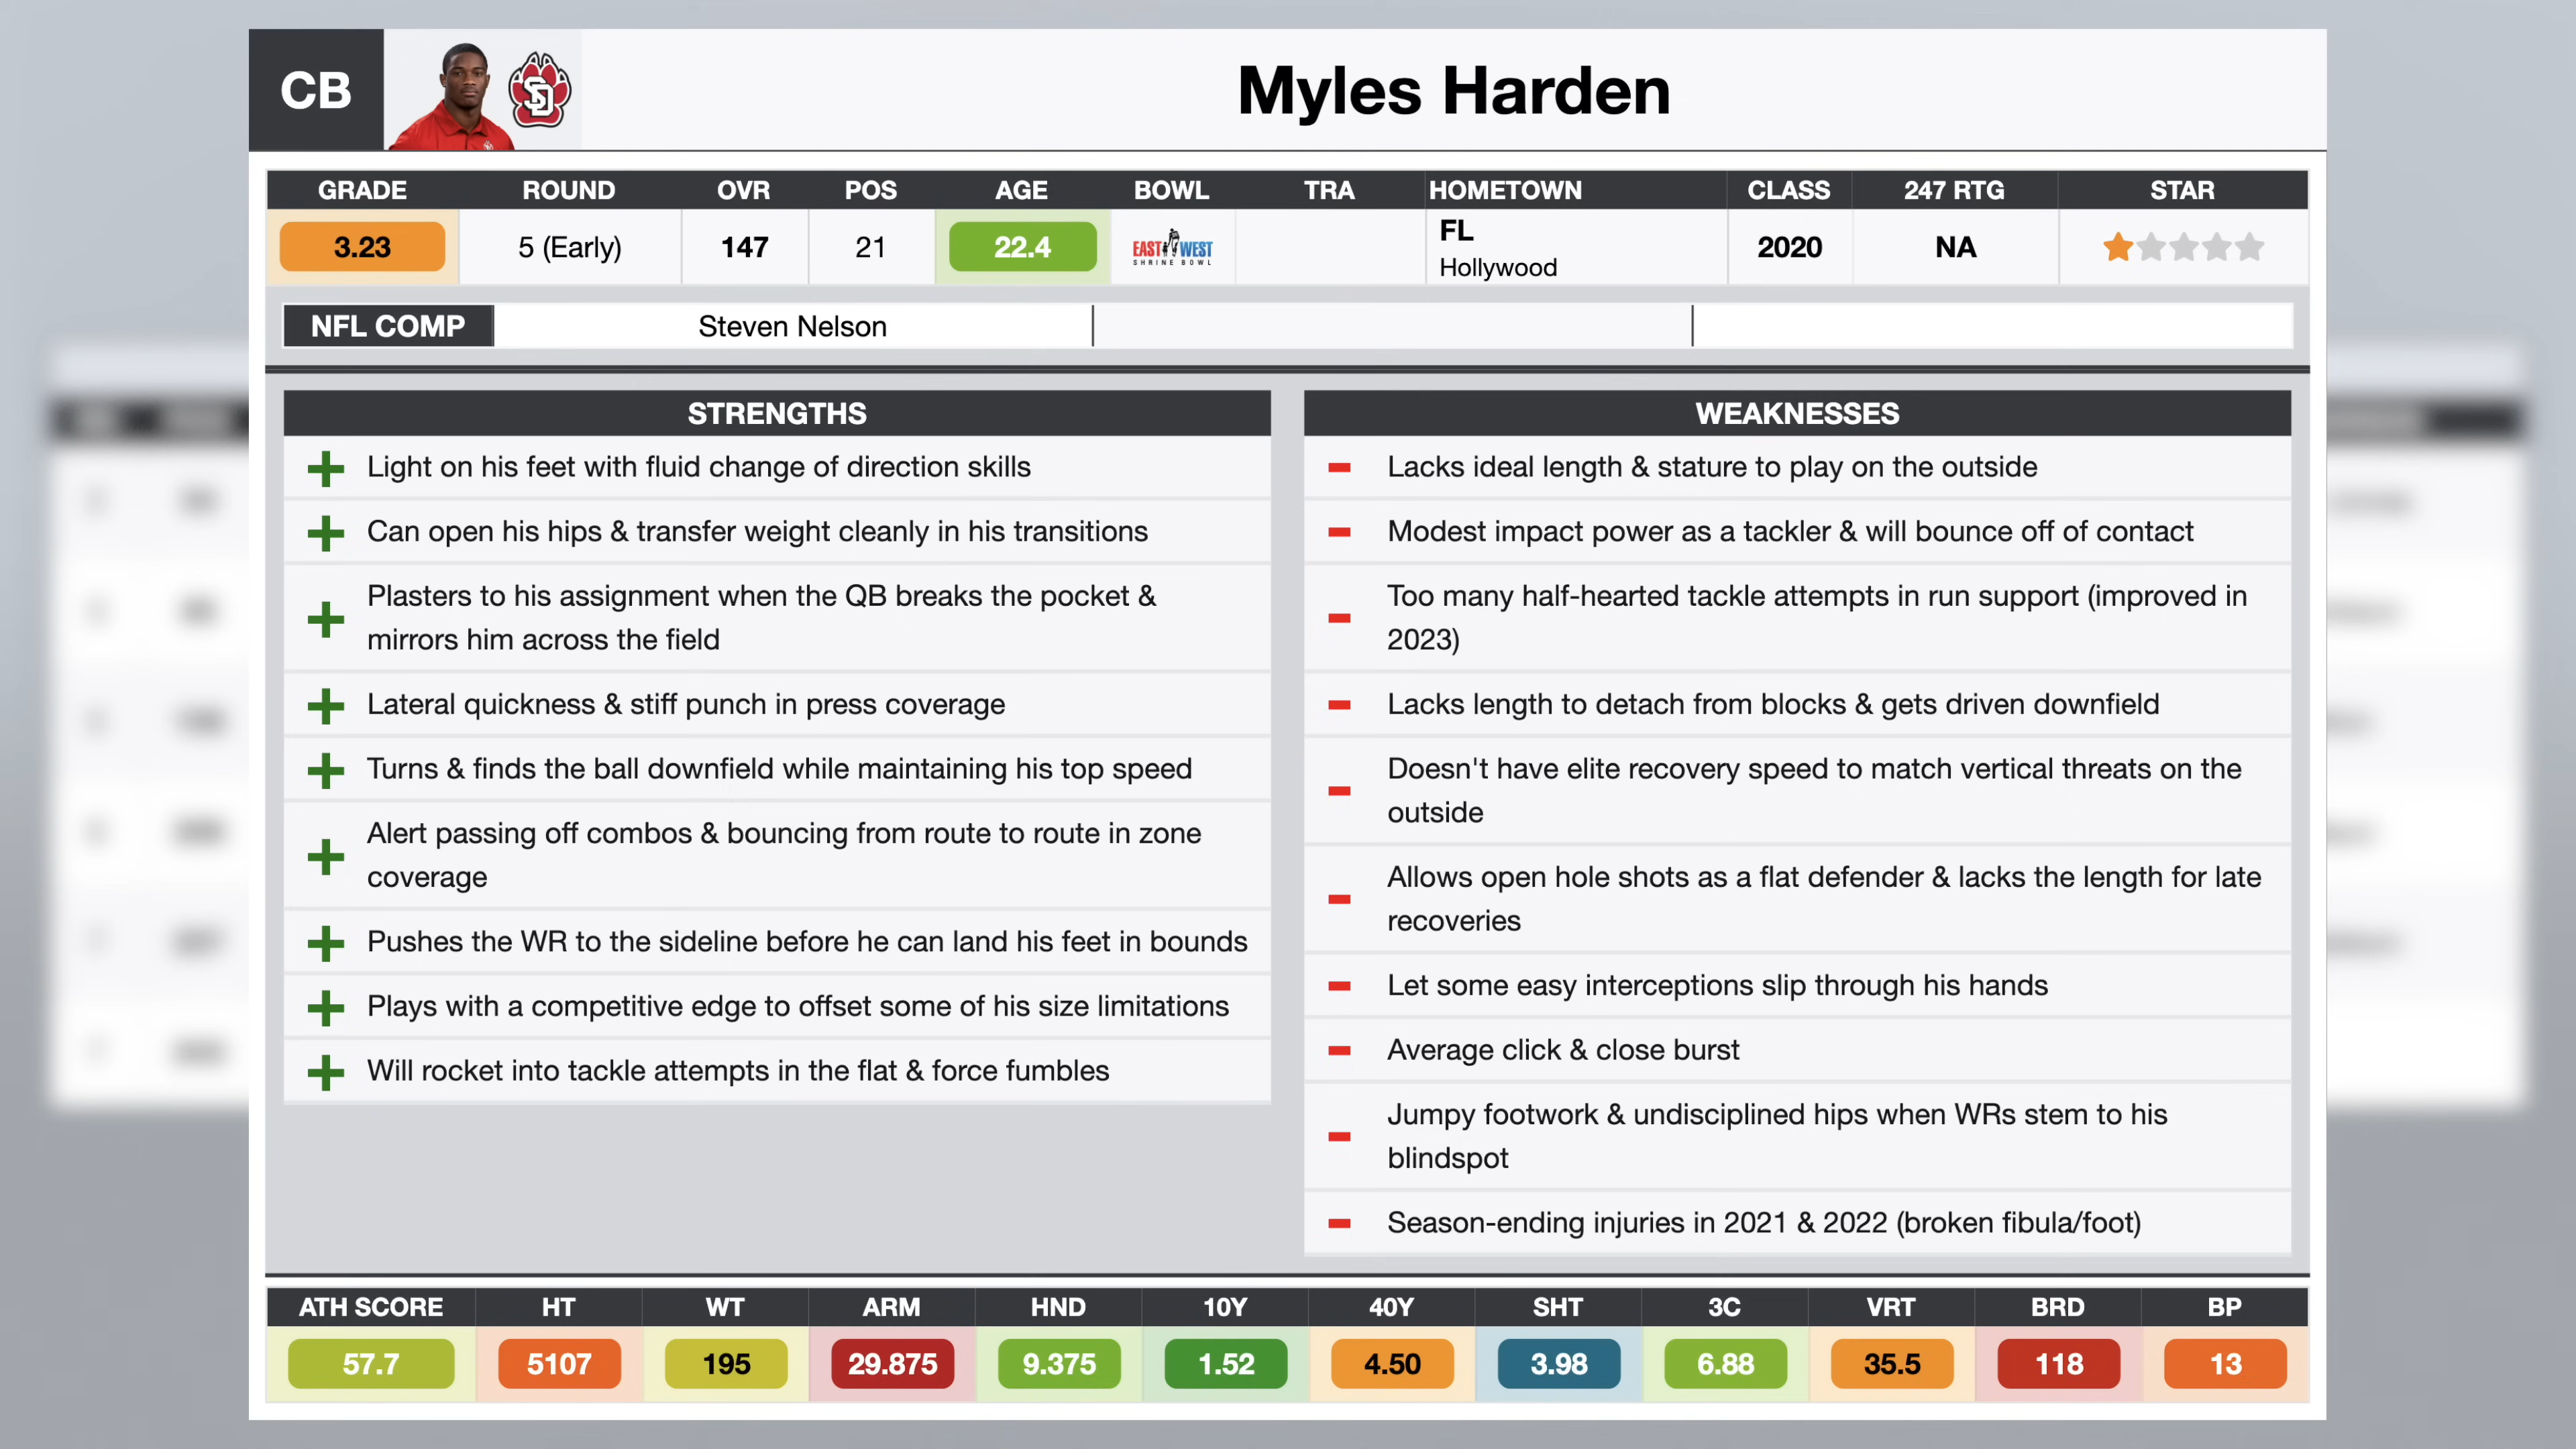 CB
SD
Myles Harden
GRADE ROUND OVR POS AGE BOWL TRA HOMETOWN CLASS 247 RTG STAR
3.23 5 (Early) 147 21 22.4 EAST WEST FL 2020 NA
SHRINE BOWL Hollywood
NFL COMP Steven Nelson
STRENGTHS
+ Light on his feet with fluid change of direction skills
+ Can open his hips & transfer weight cleanly in his transitions
+ Plasters to his assignment when the QB breaks the pocket &
mirrors him across the field
+ Lateral quickness & stiff punch in press coverage
+ Turns & finds the ball downfield while maintaining his top speed
+ Alert passing off combos & bouncing from route to route in zone
coverage
+ Pushes the WR to the sideline before he can land his feet in bounds
+ Plays with a competitive edge to offset some of his size limitations
+ Will rocket into tackle attempts in the flat & force fumbles
WEAKNESSES
- Lacks ideal length & stature to play on the outside
- Modest impact power as a tackler & will bounce off of contact
- Too many half-hearted tackle attempts in run support (improved in
2023)
- Lacks length to detach from blocks & gets driven downfield
- Doesn't have elite recovery speed to match vertical threats on the
outside
- Allows open hole shots as a flat defender & lacks the length for late
recoveries
- Let some easy interceptions slip through his hands
- Average click & close burst
- Jumpy footwork & undisciplined hips when WRs stem to his
blindspot
- Season-ending injuries in 2021 & 2022 (broken fibula/foot)
ATH SCORE HT WT ARM HND 10Y 40Y SHT 3C VRT BRD BP
57.7 5107 195 29.875 9.375 1.52 4.50 3.98 6.88 35.5 118 13